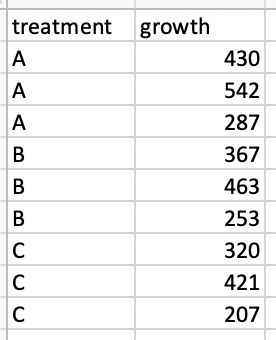 treatment growth
A 430
A 542
A 287
B 367
B 463
B 253
C 320
C 421
C 207